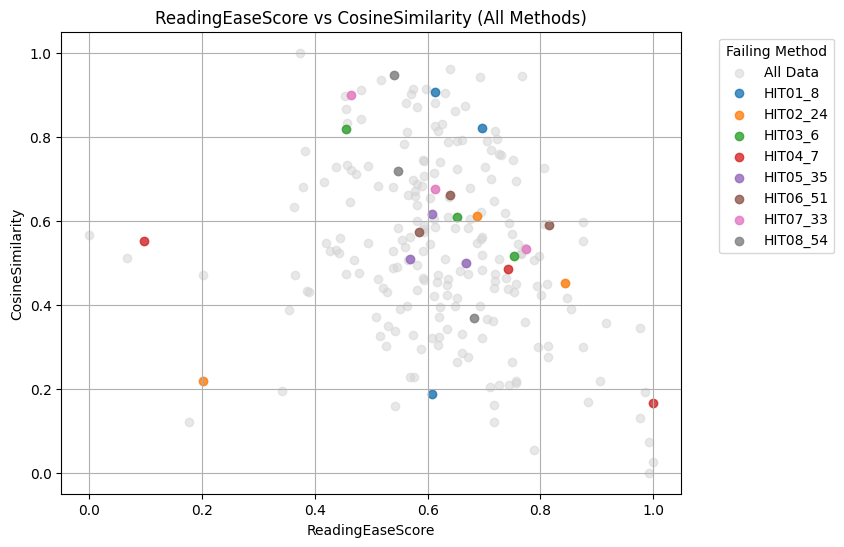 ReadingEaseScore vs CosineSimilarity (All Methods)
Failing Method
All Data
HIT01_8
HIT02_24
HIT03_6
HIT04_7
HIT05_35
HIT06_51
HIT07_33
HIT08_54
CosineSimilarity
1.0
0.8
0.6
0.4
0.2
0.0
0.0 0.2 0.4 0.6 0.8 1.0
ReadingEaseScore